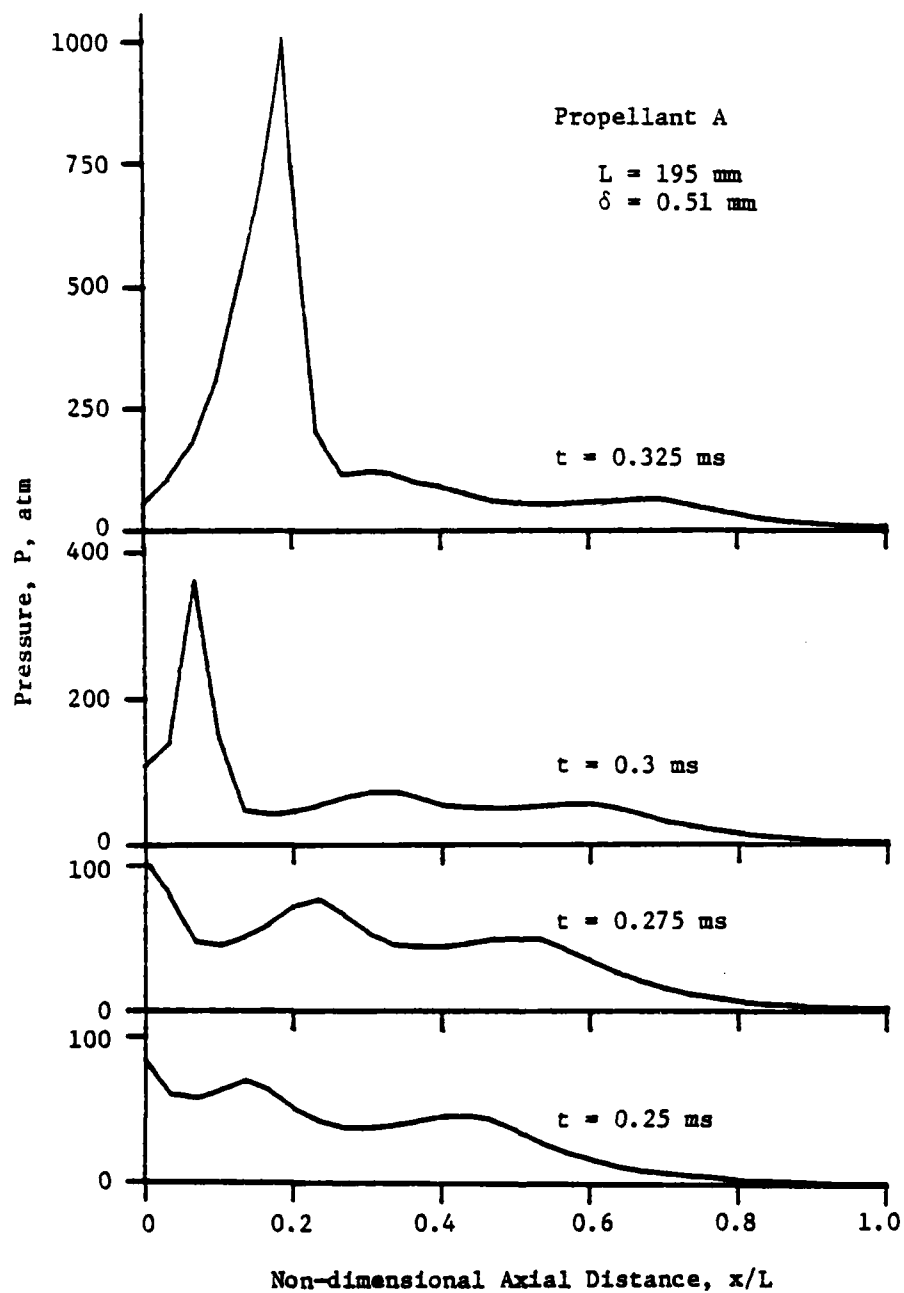 1000
Propellant A
750
L = 195 mm
δ = 0.51 mm
500
250
t = 0.325 ms
0
Pressure, P, atm
400
200
t = 0.3 ms
0
100
t = 0.275 ms
0
100
t = 0.25 ms
0
0 0.2 0.4 0.6 0.8 1.0
Non-dimensional Axial Distance, x/L